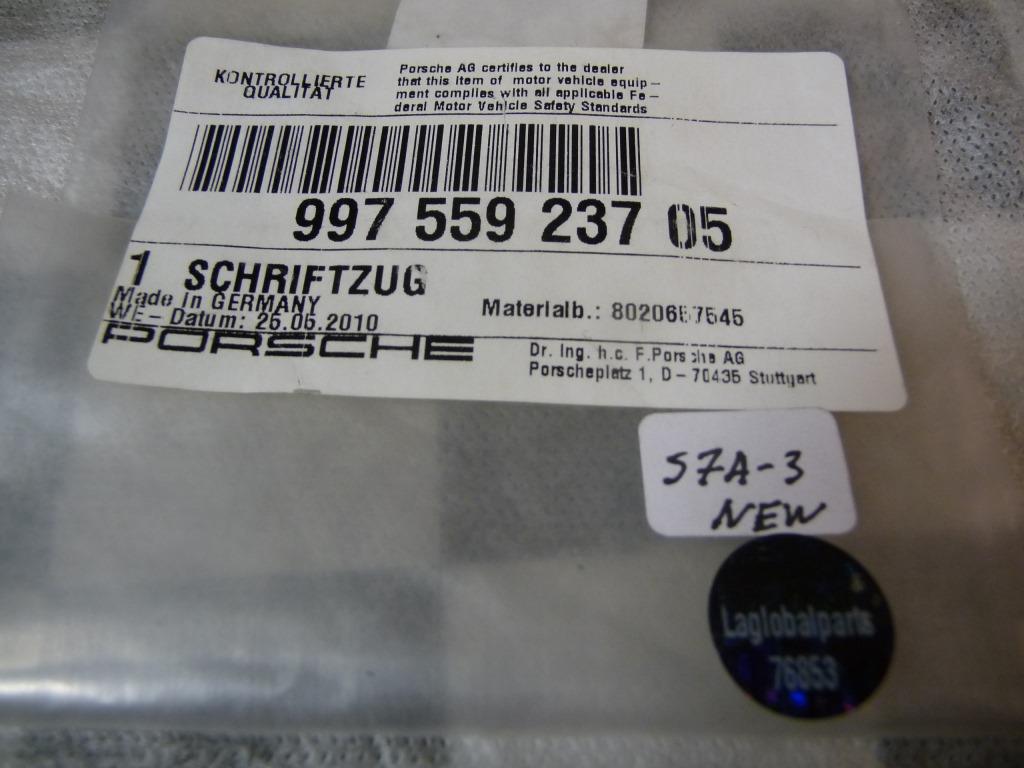 KONTROLLIERTE
QUALITÄT
Porsche AG certifies to the dealer
that this item of motor vehicle equip–
ment complies with all applicable Fe–
deral Motor Vehicle Safety Standards
997 559 237 05
1 SCHRIFTZUG
Made in GERMANY
WE – Datum: 25.05.2010
Materialb.:
PORSCHE
Dr. Ing. h.c. F.Porsche AG
Porscheplatz 1, D – 70435 Stuttgart
S7A-3
NEW
Laglobalparts
76853